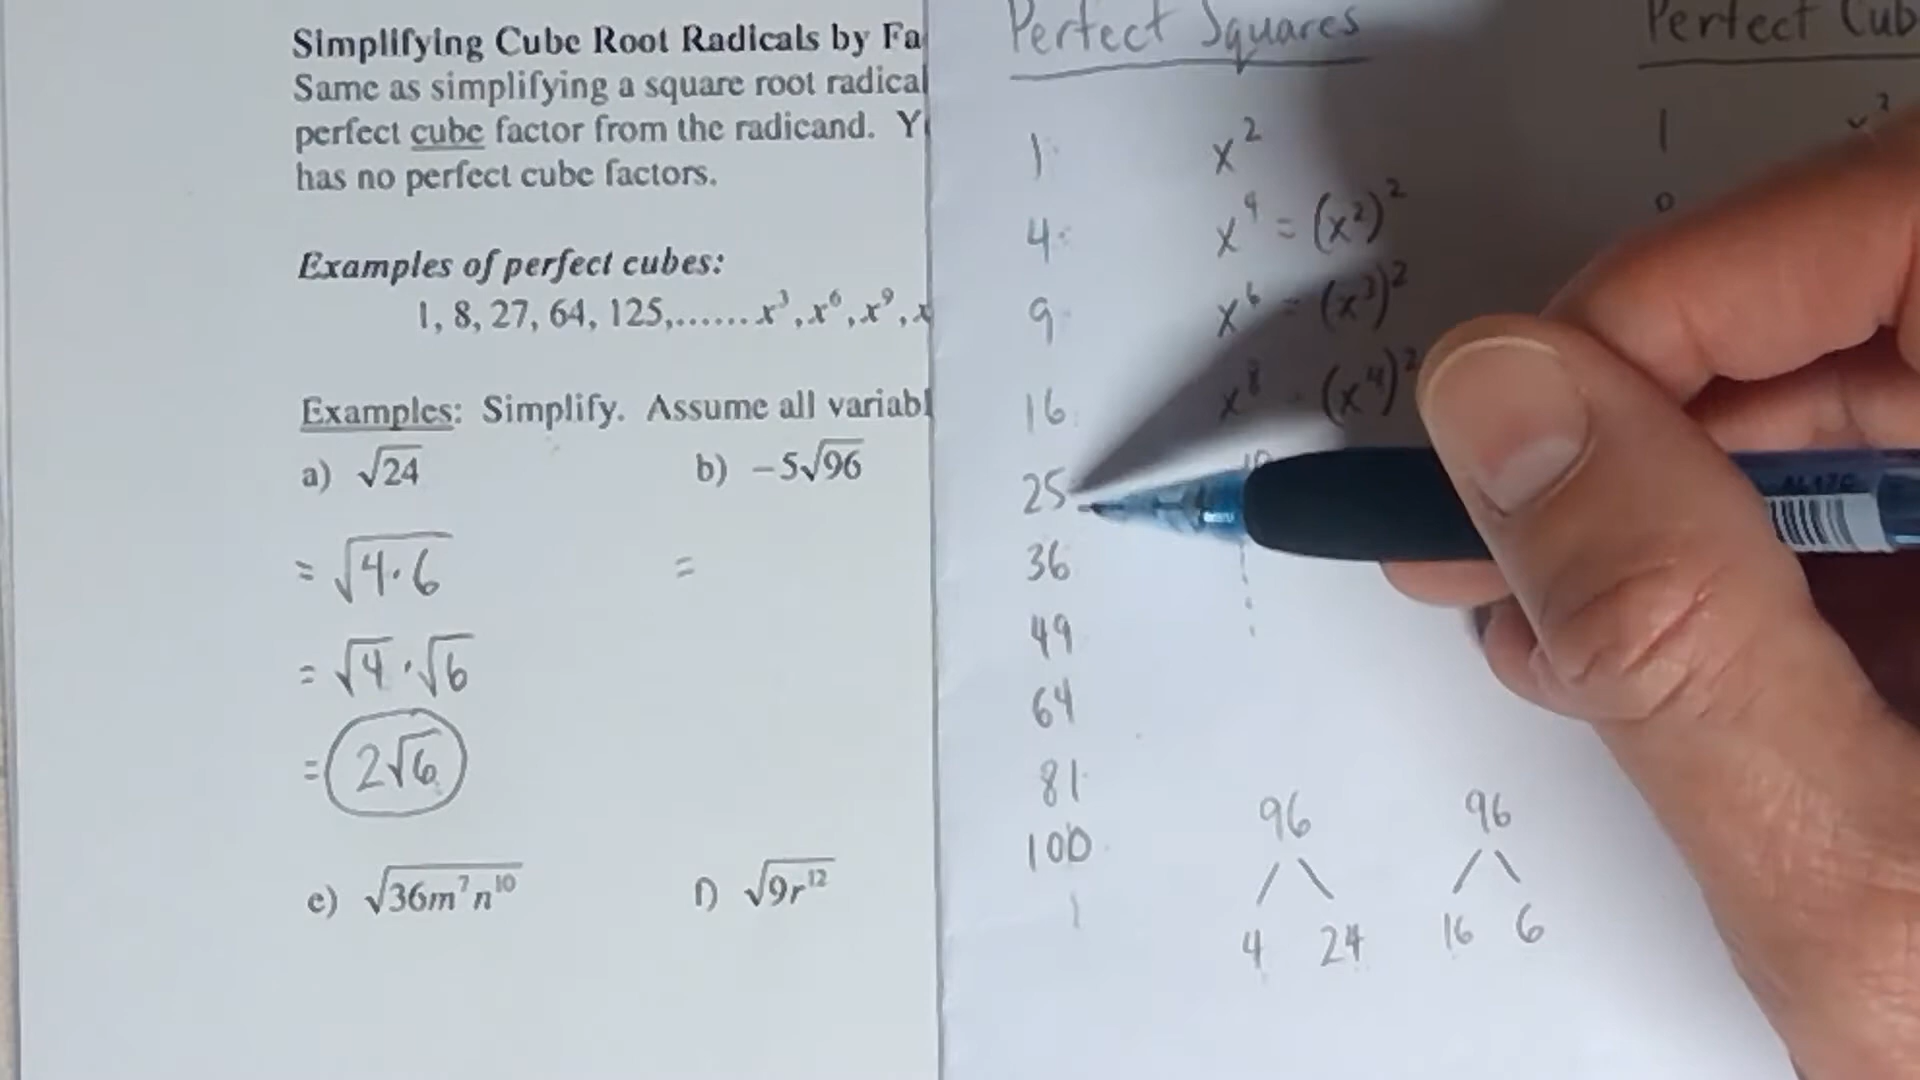 Simplifying Cube Root Radicals by Fa
Same as simplifying a square root radical
perfect cube factor from the radicand. Y
has no perfect cube factors.
Examples of perfect cubes:
1, 8, 27, 64, 125,......x³, x⁶, x⁹, x
Examples: Simplify. Assume all variabl
a) √24
b) −5√96
= √4·6
=
= √4 · √6
= 2√6
e) √36m⁷n¹⁰
f) √9r¹²
Perfect Squares
1
4
9
16
25
36
49
64
81
100
x²
x⁴ = (x²)²
x⁶ = (x³)²
x⁸ = (x⁴)²
96
4 24
96
16 6
Perfect Cub
1